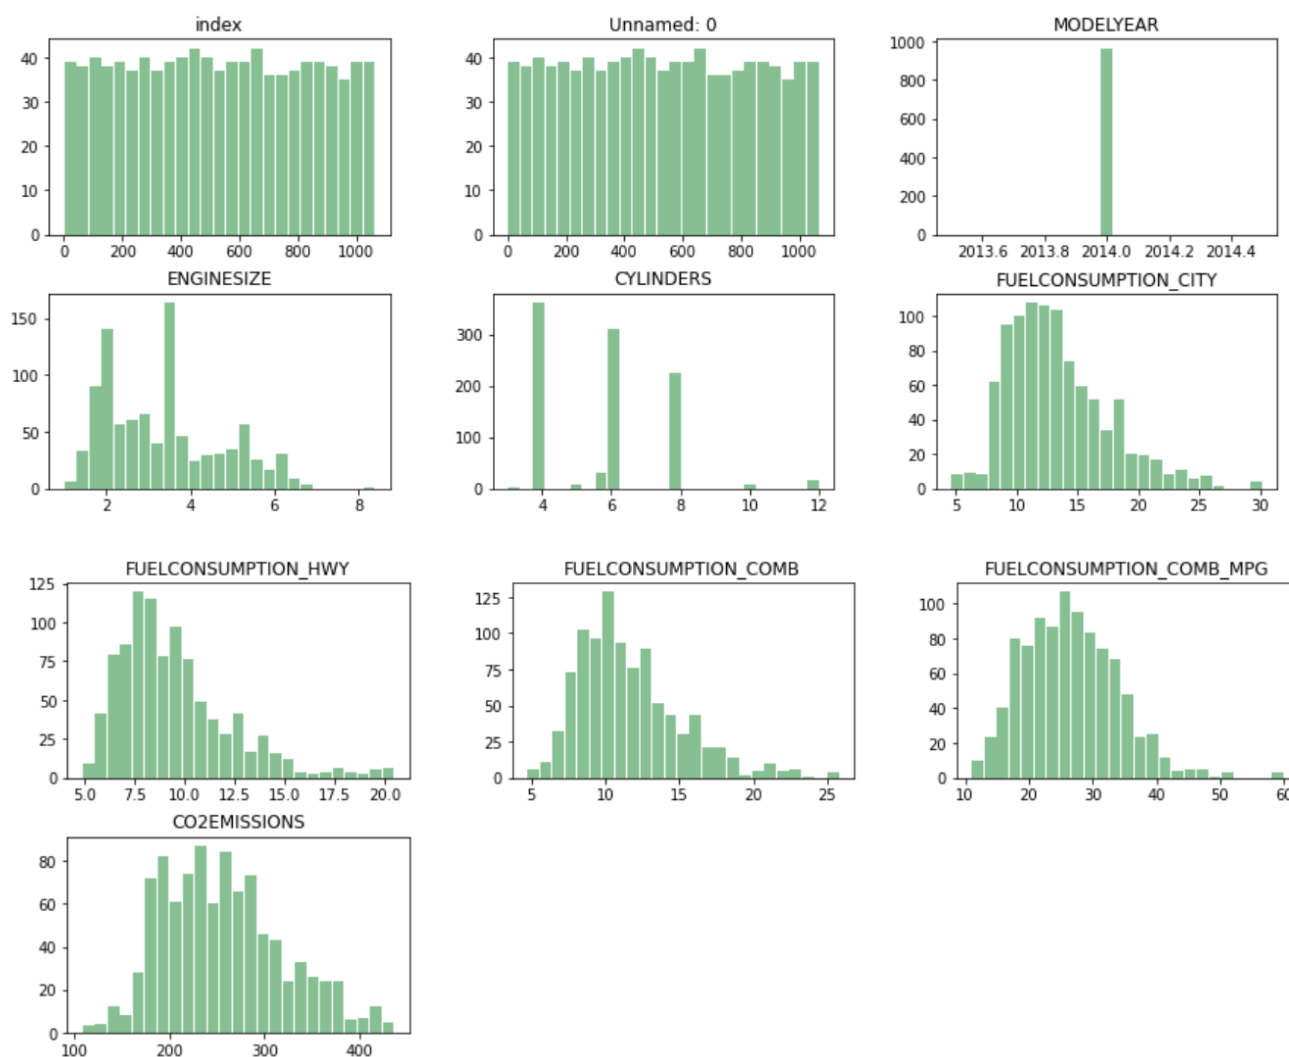 index
Unnamed: 0
MODELYEAR
40
30
20
10
0
0 200 400 600 800 1000
40
30
20
10
0
0 200 400 600 800 1000
1000
800
600
400
200
0
2013.6 2013.8 2014.0 2014.2 2014.4
ENGINESIZE
CYLINDERS
FUELCONSUMPTION_CITY
150
100
50
0
2 4 6 8
300
200
100
0
4 6 8 10 12
100
80
60
40
20
0
5 10 15 20 25 30
FUELCONSUMPTION_HWY
FUELCONSUMPTION_COMB
FUELCONSUMPTION_COMB_MPG
125
100
75
50
25
0
5.0 7.5 10.0 12.5 15.0 17.5 20.0
125
100
75
50
25
0
5 10 15 20 25
100
80
60
40
20
0
10 20 30 40 50 60
CO2EMISSIONS
80
60
40
20
0
100 200 300 400